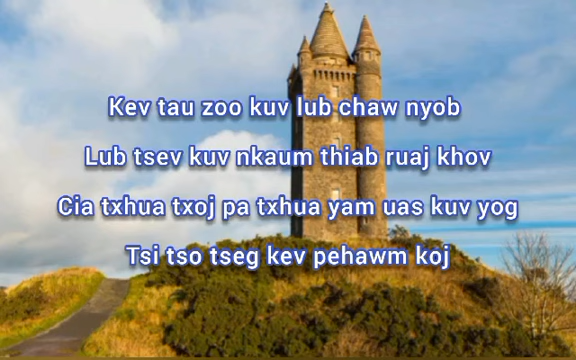 Kev tau zoo kuv lub chaw nyob
Lub tsev kuv nkaum thiab ruaj khov
Cia txhua txoj pa txhua yam uas kuv yog
Tsi tso tseg kev pehawm koj